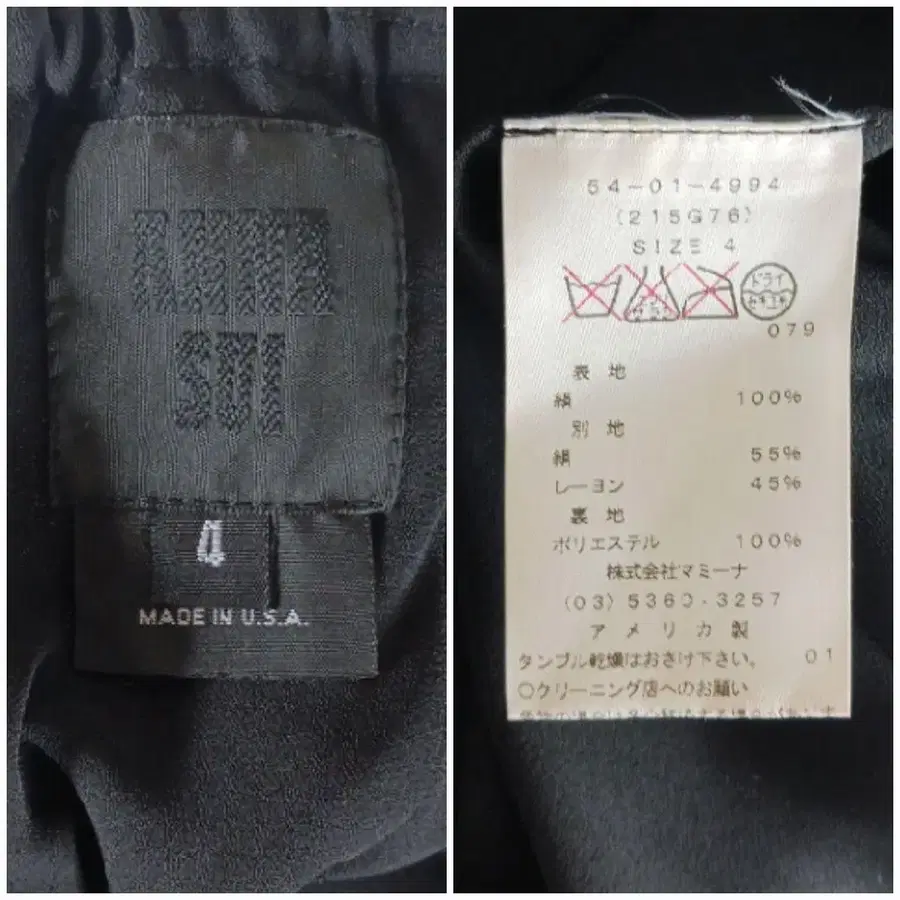 ANNA
SUI
4
MADE IN U.S.A.
54-01-4994
(215G76)
SIZE 4
ドライ
セキユ系
079
表地
絹 100%
別地
絹 55%
レーヨン 45%
裏地
ポリエステル 100%
株式会社マミーナ
(03)5360-3257
アメリカ製
タンブル乾燥はおさけ下さい。 01
○クリーニング店へのお願い